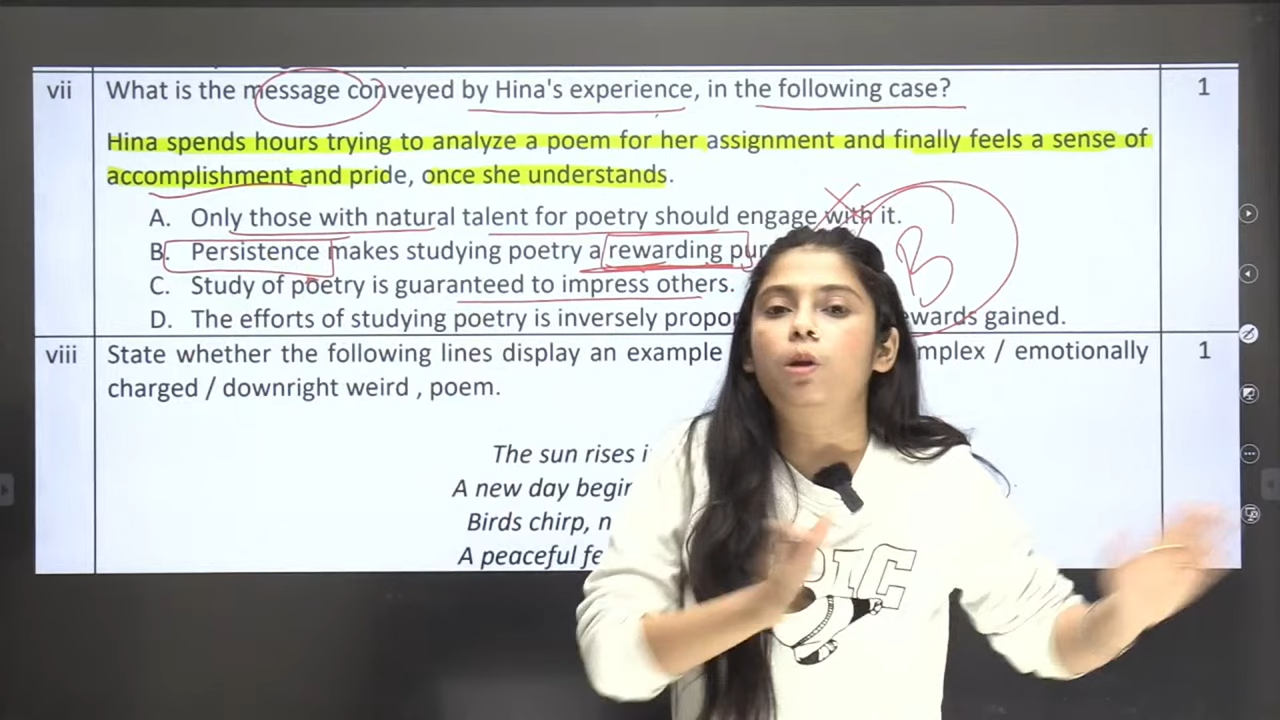 vii What is the message conveyed by Hina's experience, in the following case? 1
Hina spends hours trying to analyze a poem for her assignment and finally feels a sense of
accomplishment and pride, once she understands.
A. Only those with natural talent for poetry should engage with it.
B. Persistence makes studying poetry a rewarding
B
C. Study of poetry is guaranteed to impress others.
D. The efforts of studying poetry is inversely gained.
viii State whether the following lines display an example / emotionally 1
charged / downright weird , poem.
The sun rises
A new day
Birds chirp,
A peaceful